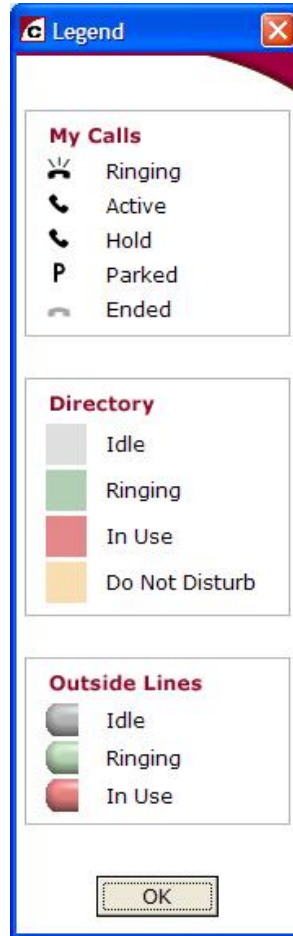 c Legend
My Calls
Ringing
Active
Hold
P Parked
Ended
Directory
Idle
Ringing
In Use
Do Not Disturb
Outside Lines
Idle
Ringing
In Use
OK